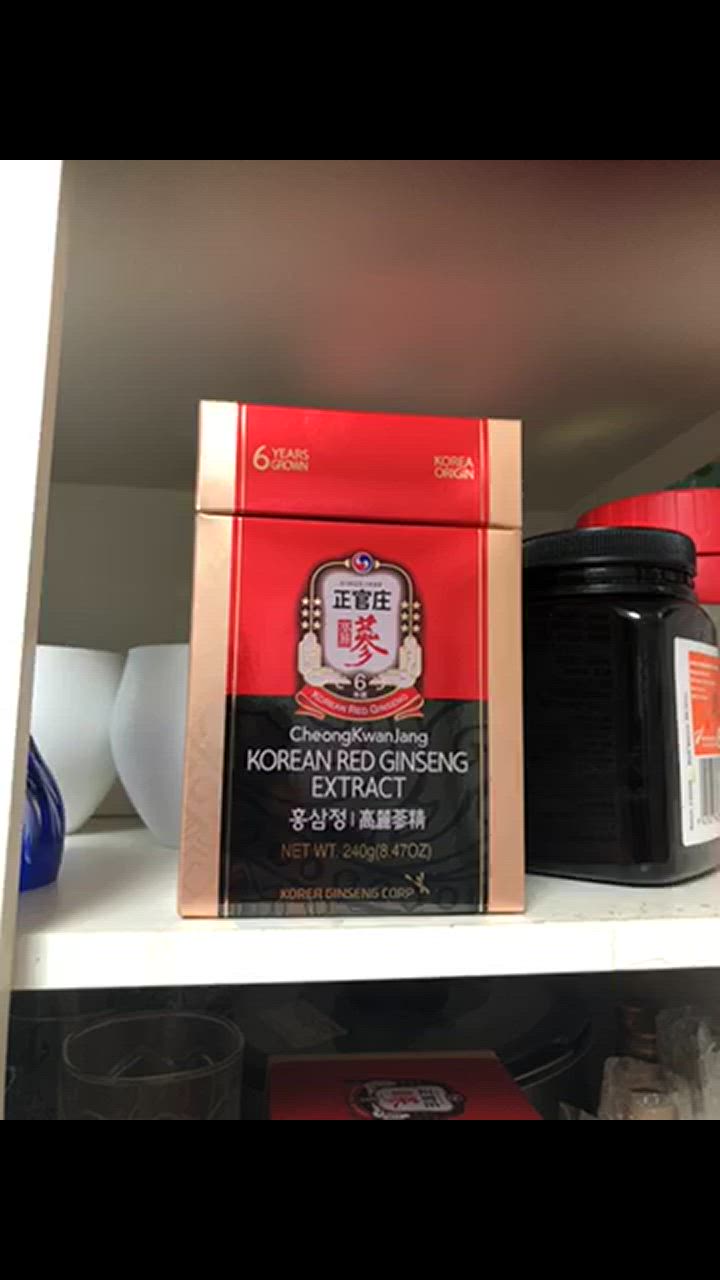 6 YEARS GROWN
KOREA ORIGIN
正官庄
蔘
6
KOREAN RED GINSENG
CheongKwanJang
KOREAN RED GINSENG
EXTRACT
홍삼정 | 高麗蔘精
NET WT. 240g(8.47OZ)
KOREA GINSENG CORP